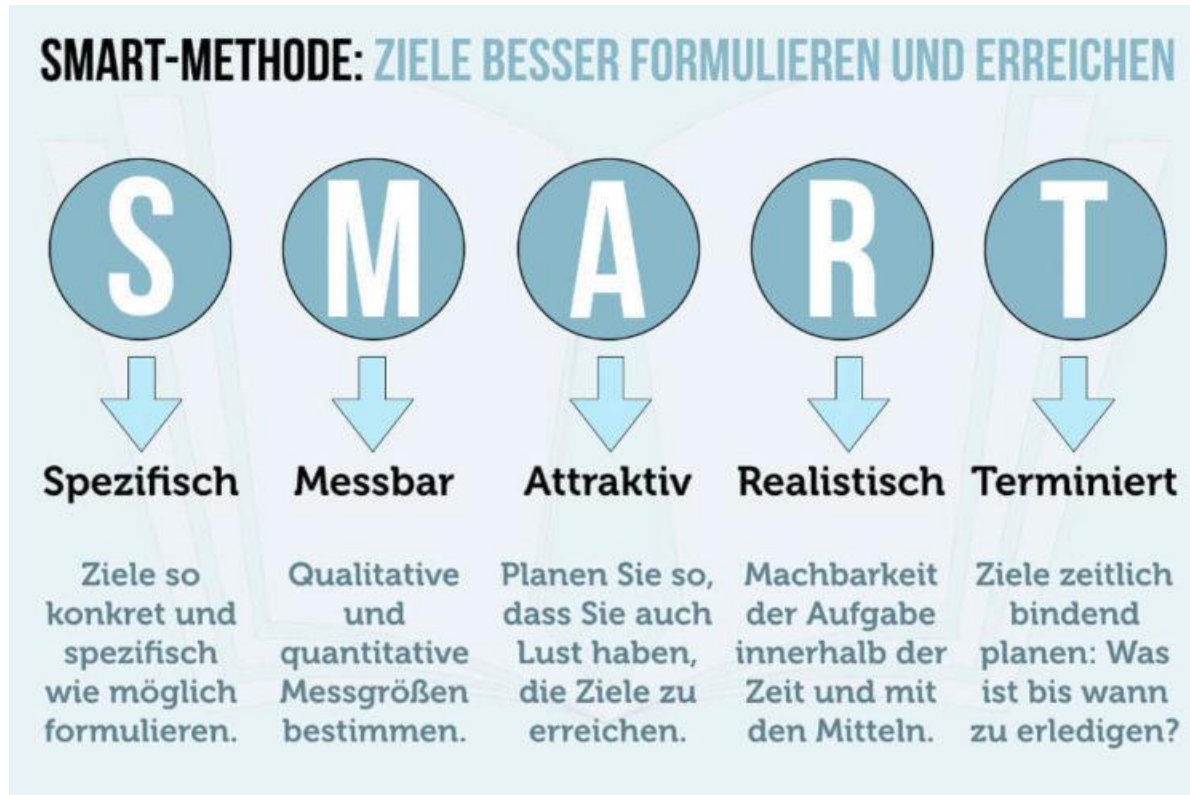 SMART-METHODE: ZIELE BESSER FORMULIEREN UND ERREICHEN
S
M
A
R
T
Spezifisch
Ziele so
konkret und
spezifisch
wie möglich
formulieren.
Messbar
Qualitative
und
quantitative
Messgrößen
bestimmen.
Attraktiv
Planen Sie so,
dass Sie auch
Lust haben,
die Ziele zu
erreichen.
Realistisch
Machbarkeit
der Aufgabe
innerhalb der
Zeit und mit
den Mitteln.
Terminiert
Ziele zeitlich
bindend
planen: Was
ist bis wann
zu erledigen?